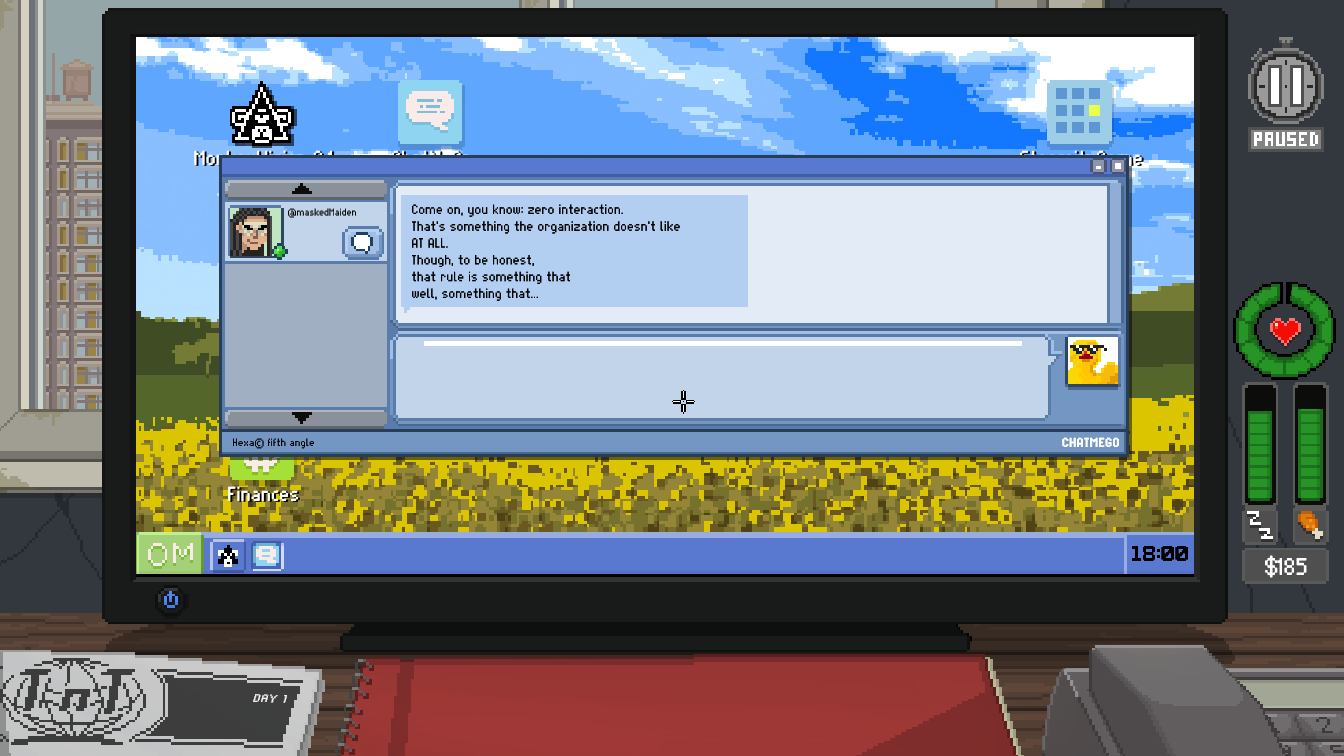 PAUSED
@maskedMaiden
Come on, you know: zero interaction.
That's something the organization doesn't like
AT ALL.
Though, to be honest,
that rule is something that
well, something that...
Hexa© fifth angle
CHATMEGO
Finances
OM
18:00
$185
TnT
DAY 1